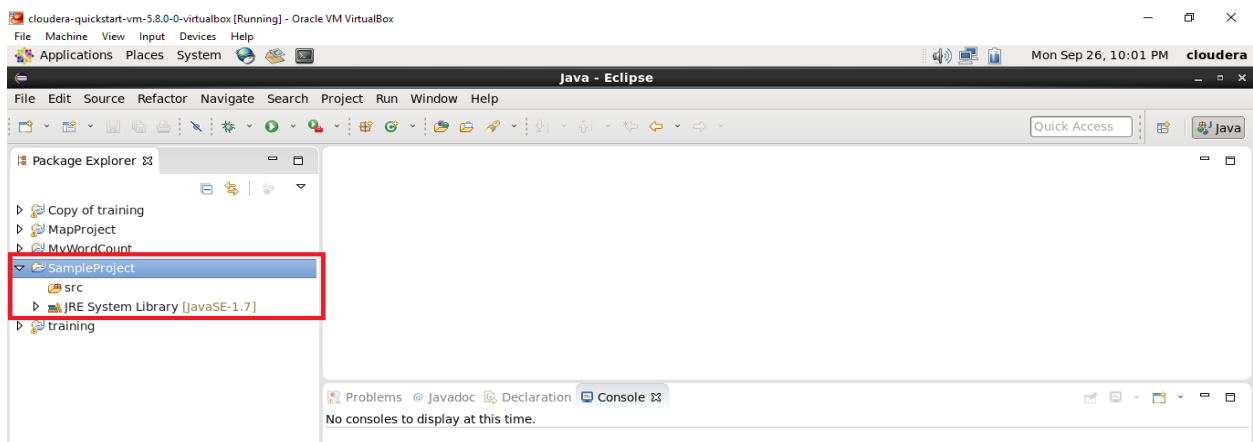 cloudera-quickstart-vm-5.8.0-0-virtualbox [Running] - Oracle VM VirtualBox
File Machine View Input Devices Help
Applications Places System Mon Sep 26, 10:01 PM cloudera
Java - Eclipse
File Edit Source Refactor Navigate Search Project Run Window Help
Quick Access Java
Package Explorer
Copy of training
MapProject
MyWordCount
SampleProject
src
JRE System Library [JavaSE-1.7]
training
Problems @ Javadoc Declaration Console
No consoles to display at this time.